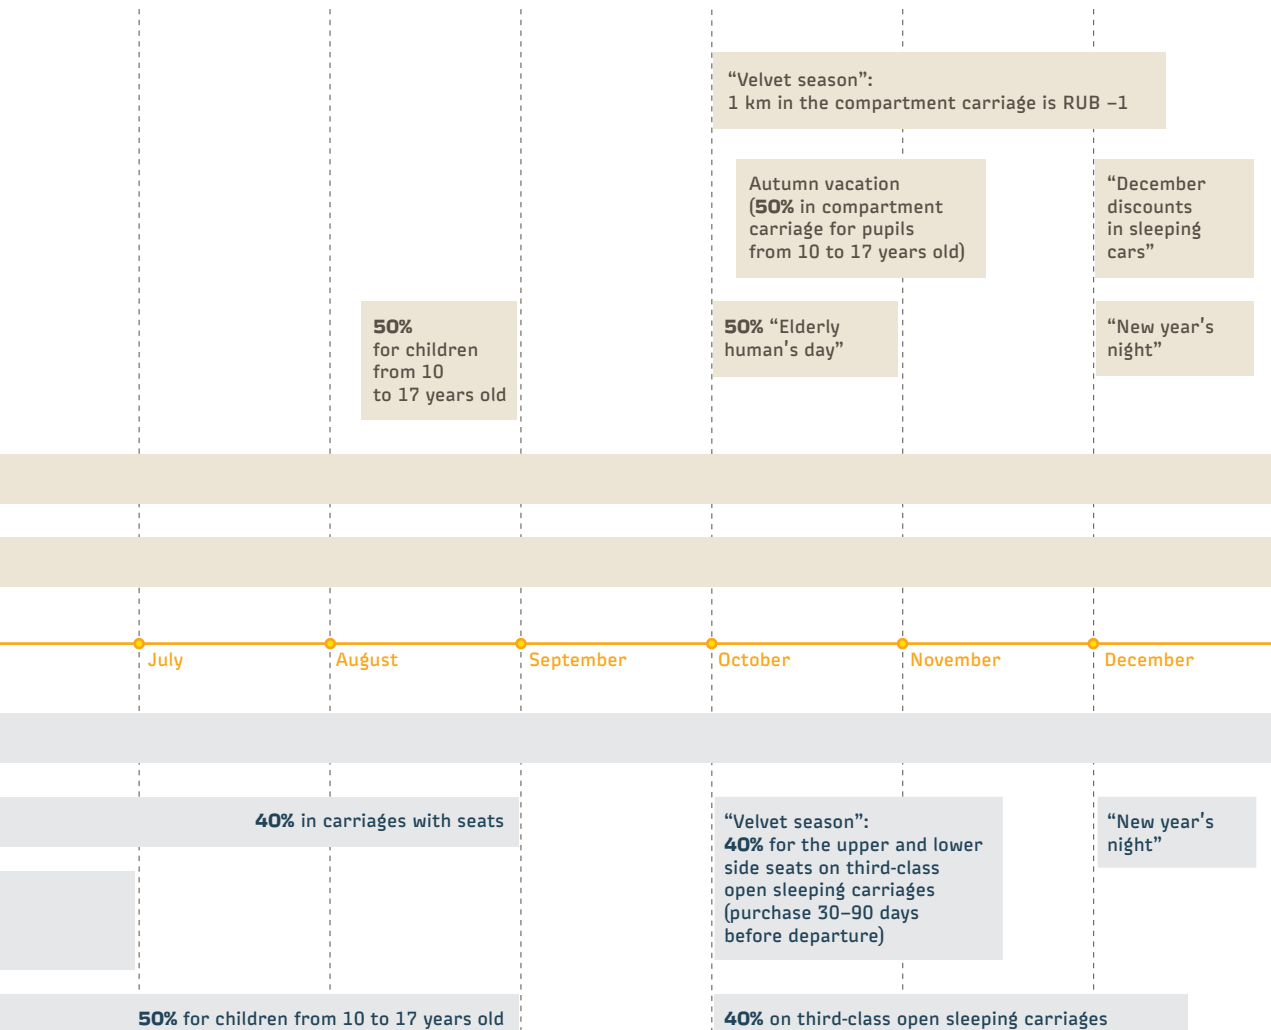 “Velvet season”:
1 km in the compartment carriage is RUB –1
Autumn vacation
(50% in compartment
carriage for pupils
from 10 to 17 years old)
“December
discounts
in sleeping
cars”
50%
for children
from 10
to 17 years old
50% “Elderly
human’s day”
“New year’s
night”
July
August
September
October
November
December
40% in carriages with seats
“Velvet season”:
40% for the upper and lower
side seats on third-class
open sleeping carriages
(purchase 30–90 days
before departure)
“New year’s
night”
50% for children from 10 to 17 years old
40% on third-class open sleeping carriages